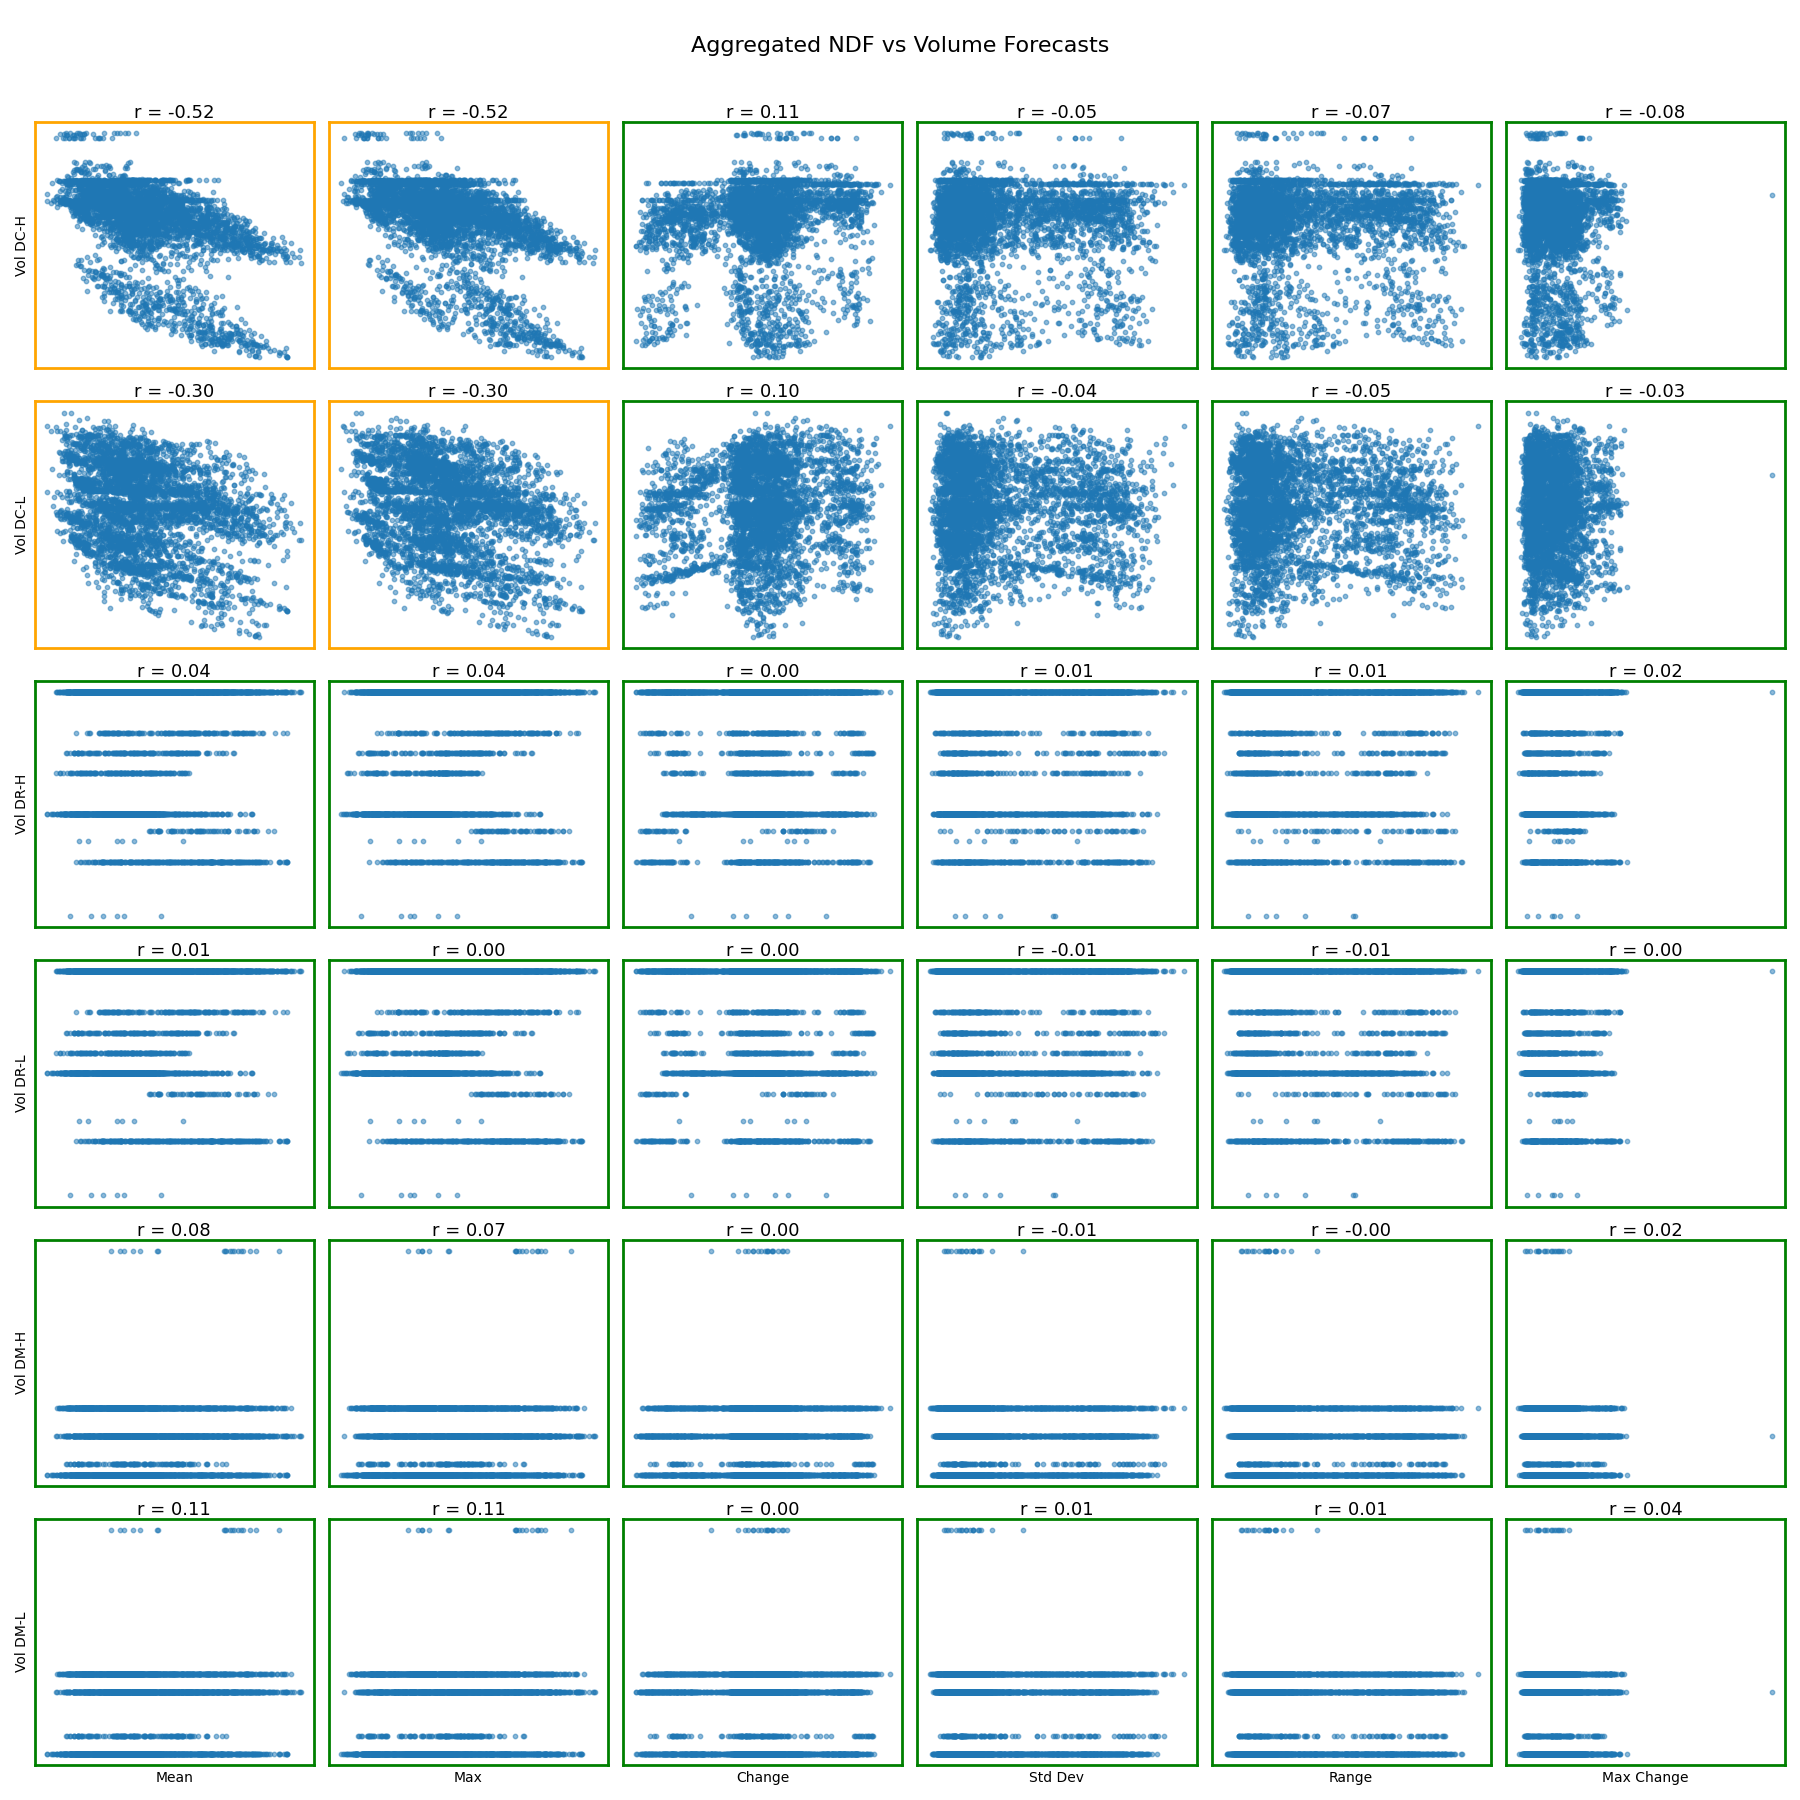 Aggregated NDF vs Volume Forecasts
r = -0.52
r = -0.52
r = 0.11
r = -0.05
r = -0.07
r = -0.08
Vol DC-H
r = -0.30
r = -0.30
r = 0.10
r = -0.04
r = -0.05
r = -0.03
Vol DC-L
r = 0.04
r = 0.04
r = 0.00
r = 0.01
r = 0.01
r = 0.02
Vol DR-H
r = 0.01
r = 0.00
r = 0.00
r = -0.01
r = -0.01
r = 0.00
Vol DR-L
r = 0.08
r = 0.07
r = 0.00
r = -0.01
r = -0.00
r = 0.02
Vol DM-H
r = 0.11
r = 0.11
r = 0.00
r = 0.01
r = 0.01
r = 0.04
Vol DM-L
Mean
Max
Change
Std Dev
Range
Max Change